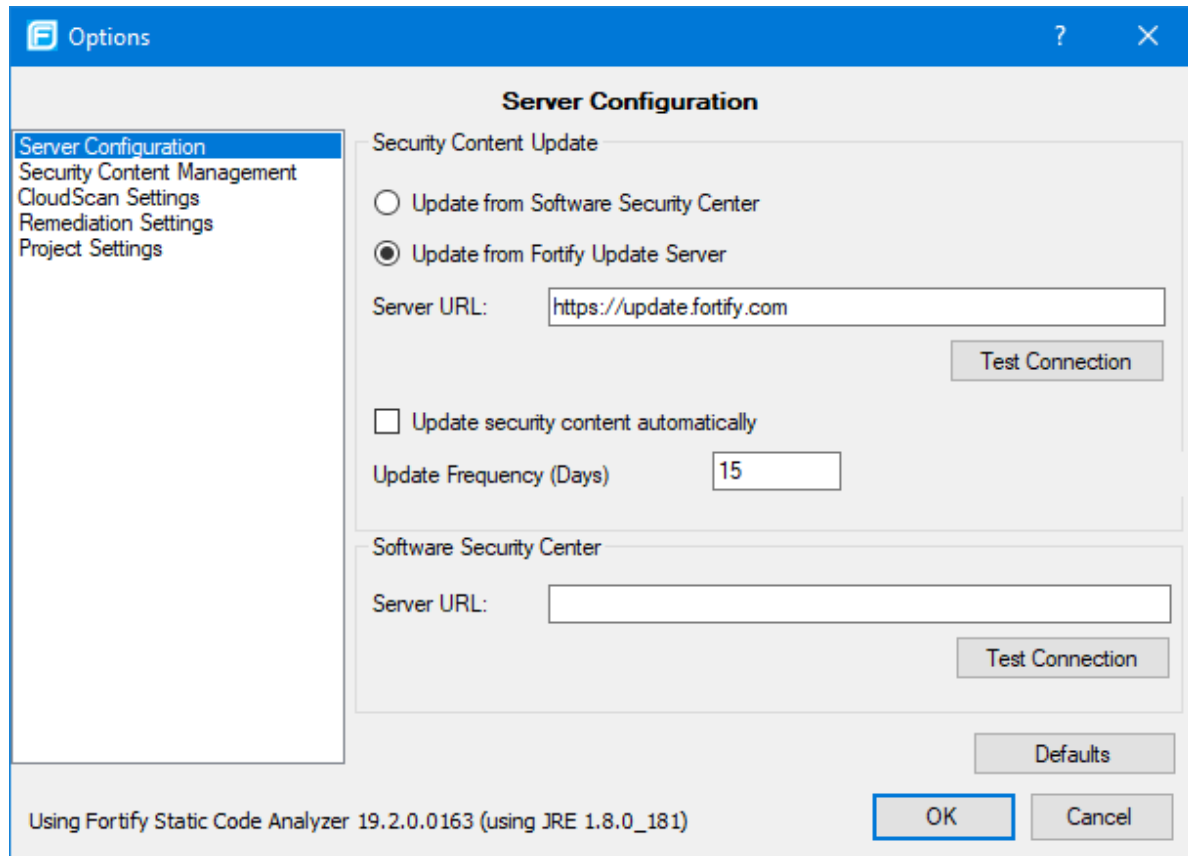 Options
Server Configuration
Server Configuration
Security Content Management
CloudScan Settings
Remediation Settings
Project Settings
Security Content Update
Update from Software Security Center
Update from Fortify Update Server
Server URL: https://update.fortify.com
Test Connection
Update security content automatically
Update Frequency (Days) 15
Software Security Center
Server URL:
Test Connection
Defaults
Using Fortify Static Code Analyzer 19.2.0.0163 (using JRE 1.8.0_181)
OK Cancel